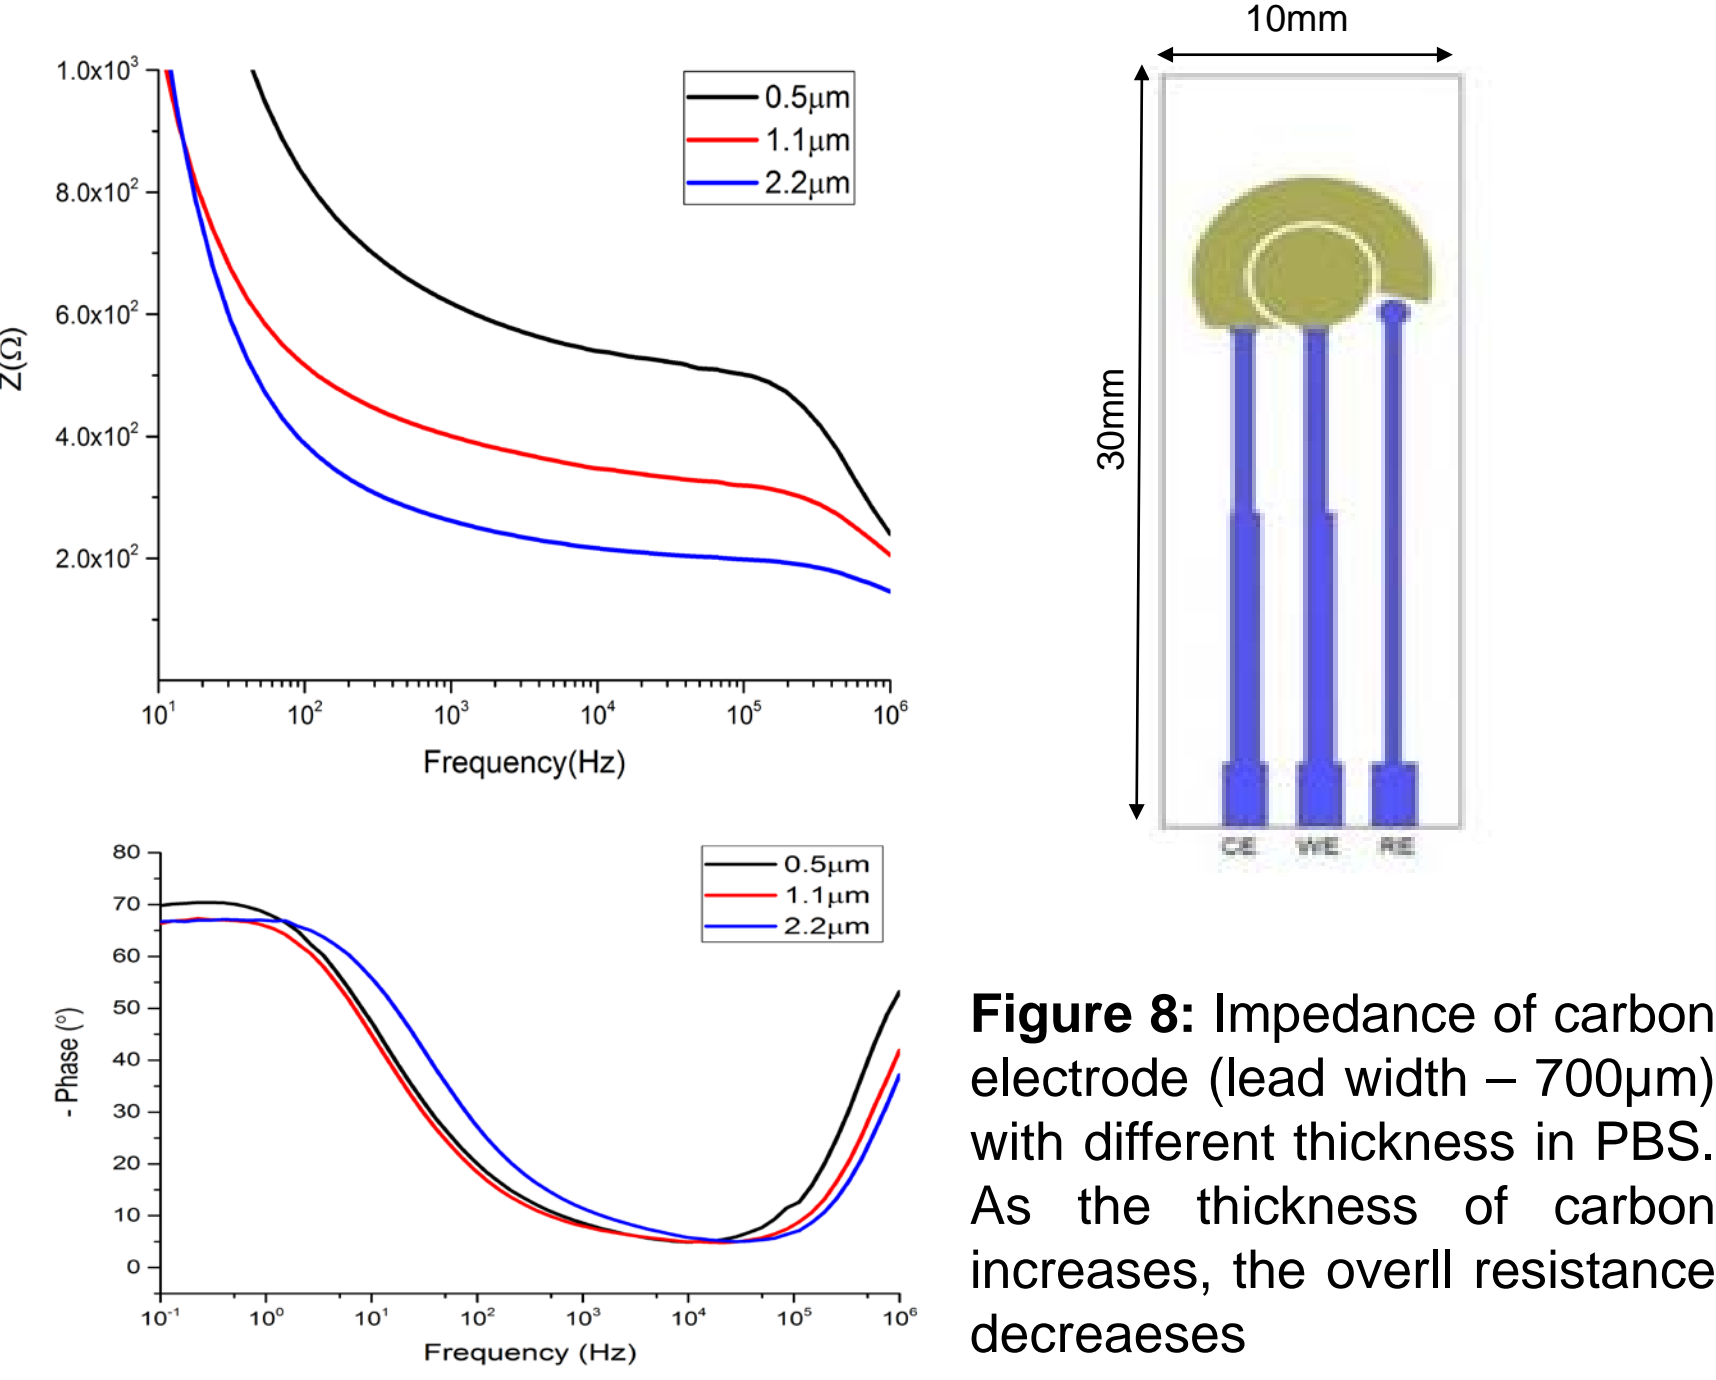 1.0x10³
8.0x10²
6.0x10²
4.0x10²
2.0x10²
Z(Ω)
0.5μm
1.1μm
2.2μm
10¹ 10² 10³ 10⁴ 10⁵ 10⁶
Frequency(Hz)
10mm
30mm
CE WE RE
80
70
60
50
40
30
20
10
0
- Phase (°)
0.5μm
1.1μm
2.2μm
10⁻¹ 10⁰ 10¹ 10² 10³ 10⁴ 10⁵ 10⁶
Frequency (Hz)
Figure 8: Impedance of carbon
electrode (lead width – 700μm)
with different thickness in PBS.
As the thickness of carbon
increases, the overll resistance
decreaeses